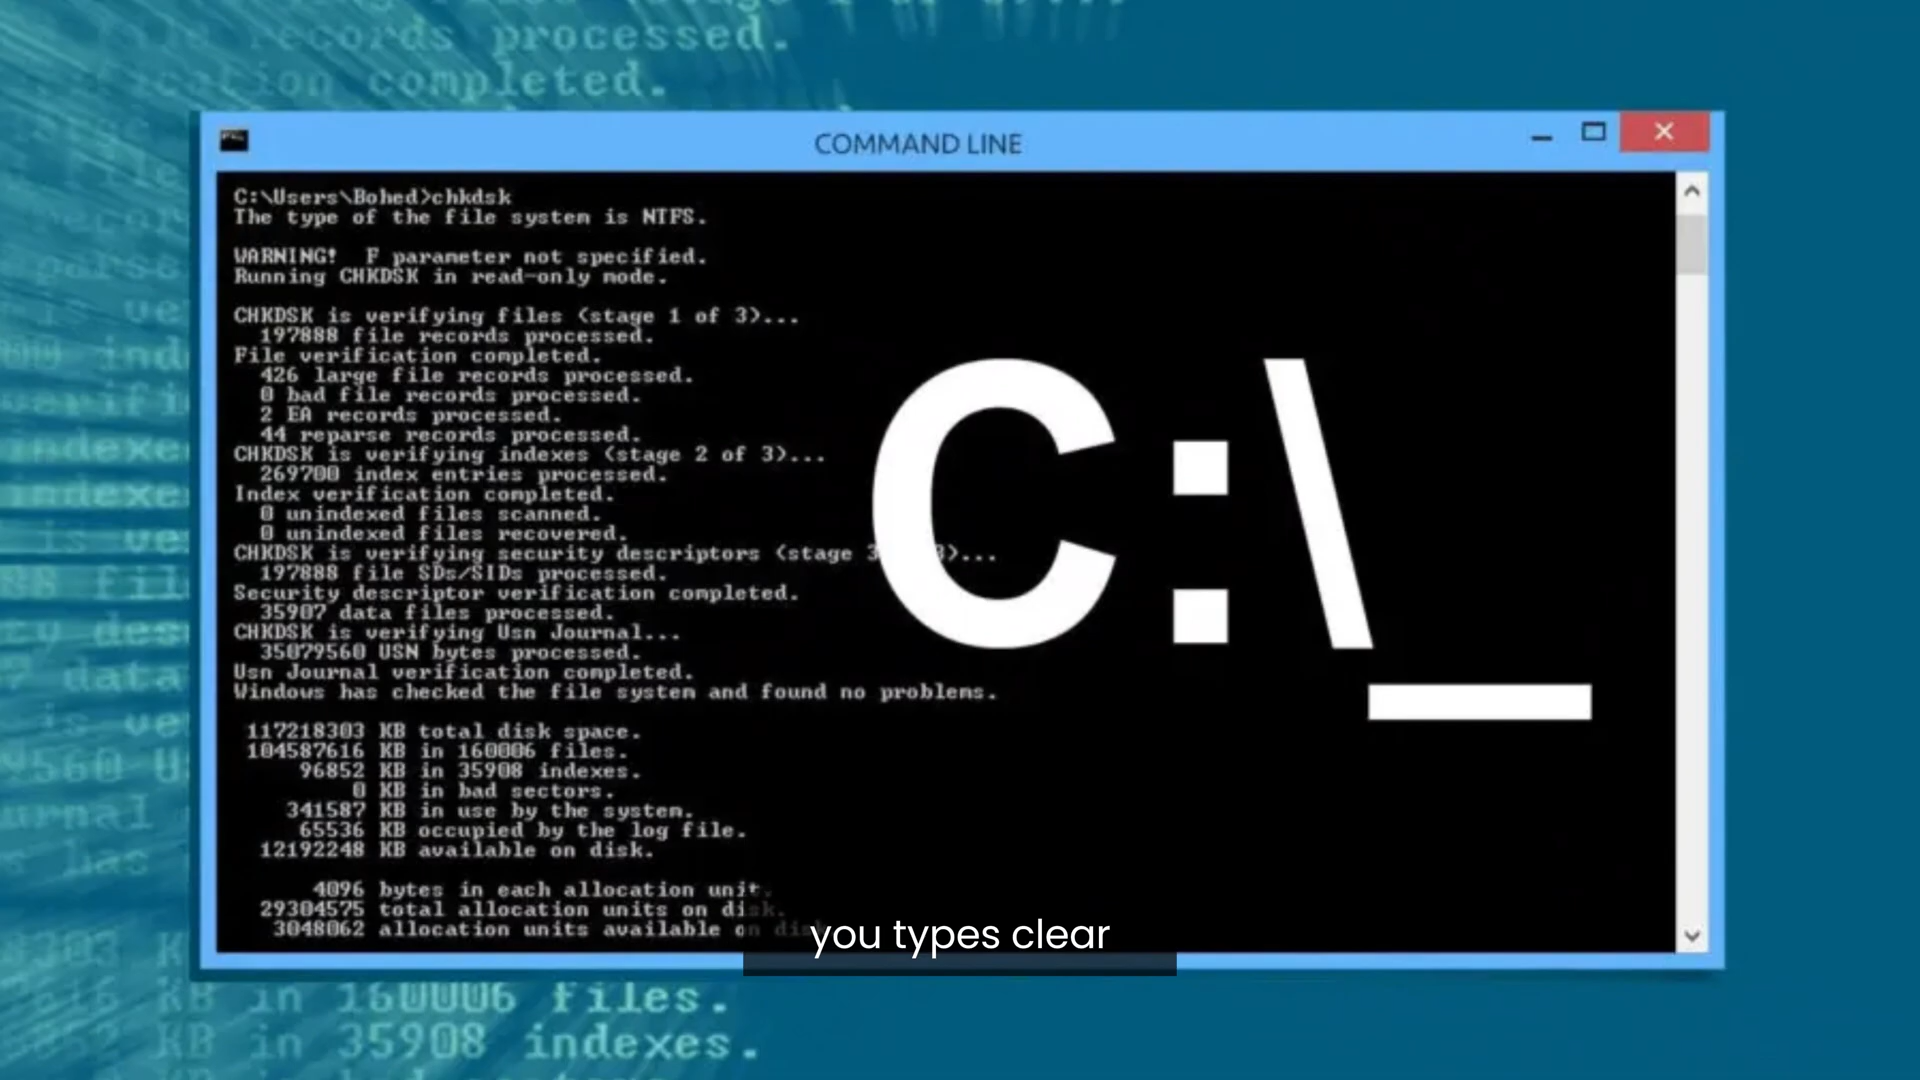 records processed.
completed.
COMMAND LINE
C:\Users\Bohed>chkdsk
The type of the file system is NTFS.
WARNING!  F parameter not specified.
Running CHKDSK in read-only mode.
CHKDSK is verifying files (stage 1 of 3)...
197888 file records processed.
File verification completed.
426 large file records processed.
0 bad file records processed.
2 EA records processed.
44 reparse records processed.
CHKDSK is verifying indexes (stage 2 of 3)...
269700 index entries processed.
Index verification completed.
0 unindexed files scanned.
0 unindexed files recovered.
CHKDSK is verifying security descriptors (stage 3 3)...
197888 file SDs/SIDs processed.
Security descriptor verification completed.
35907 data files processed.
CHKDSK is verifying Usn Journal...
35079560 USN bytes processed.
Usn Journal verification completed.
Windows has checked the file system and found no problems.
117218303 KB total disk space.
104587616 KB in 160006 files.
96852 KB in 35908 indexes.
0 KB in bad sectors.
341587 KB in use by the system.
65536 KB occupied by the log file.
12192248 KB available on disk.
4096 bytes in each allocation unit.
29304575 total allocation units on disk.
3048062 allocation units available on
C:\_
you types clear
KB in 160006 files.
KB in 35908 indexes.